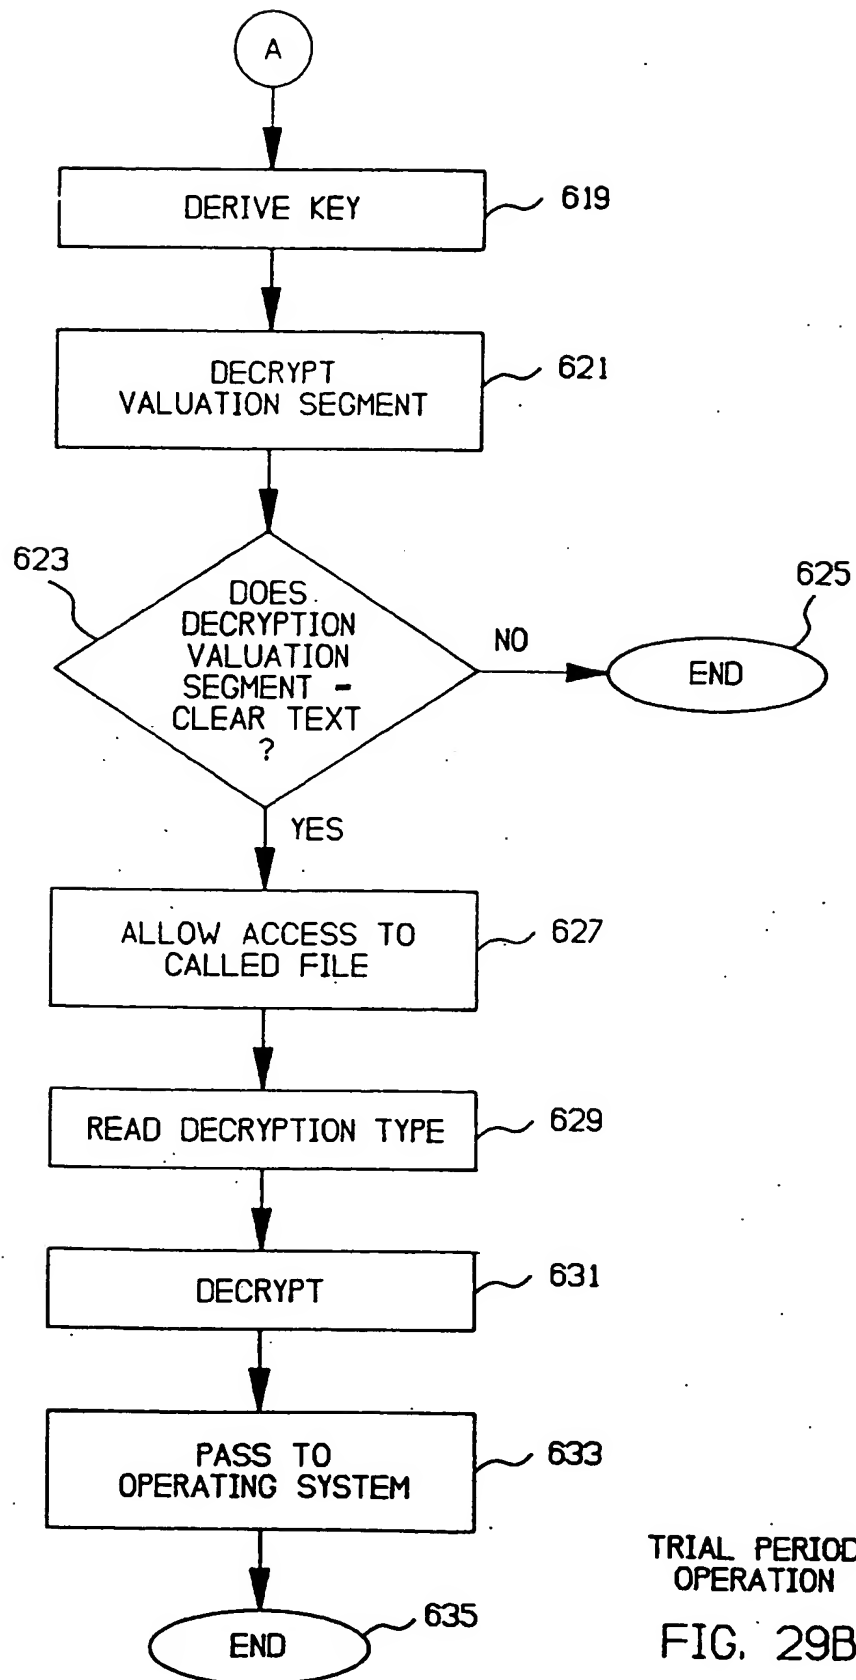 A
DERIVE KEY
619
DECRYPT
VALUATION SEGMENT
621
623
DOES
DECRYPTION
VALUATION
SEGMENT -
CLEAR TEXT
?
NO
625
END
YES
ALLOW ACCESS TO
CALLED FILE
627
READ DECRYPTION TYPE
629
DECRYPT
631
PASS TO
OPERATING SYSTEM
633
END
635
TRIAL PERIOD
OPERATION
FIG. 29B